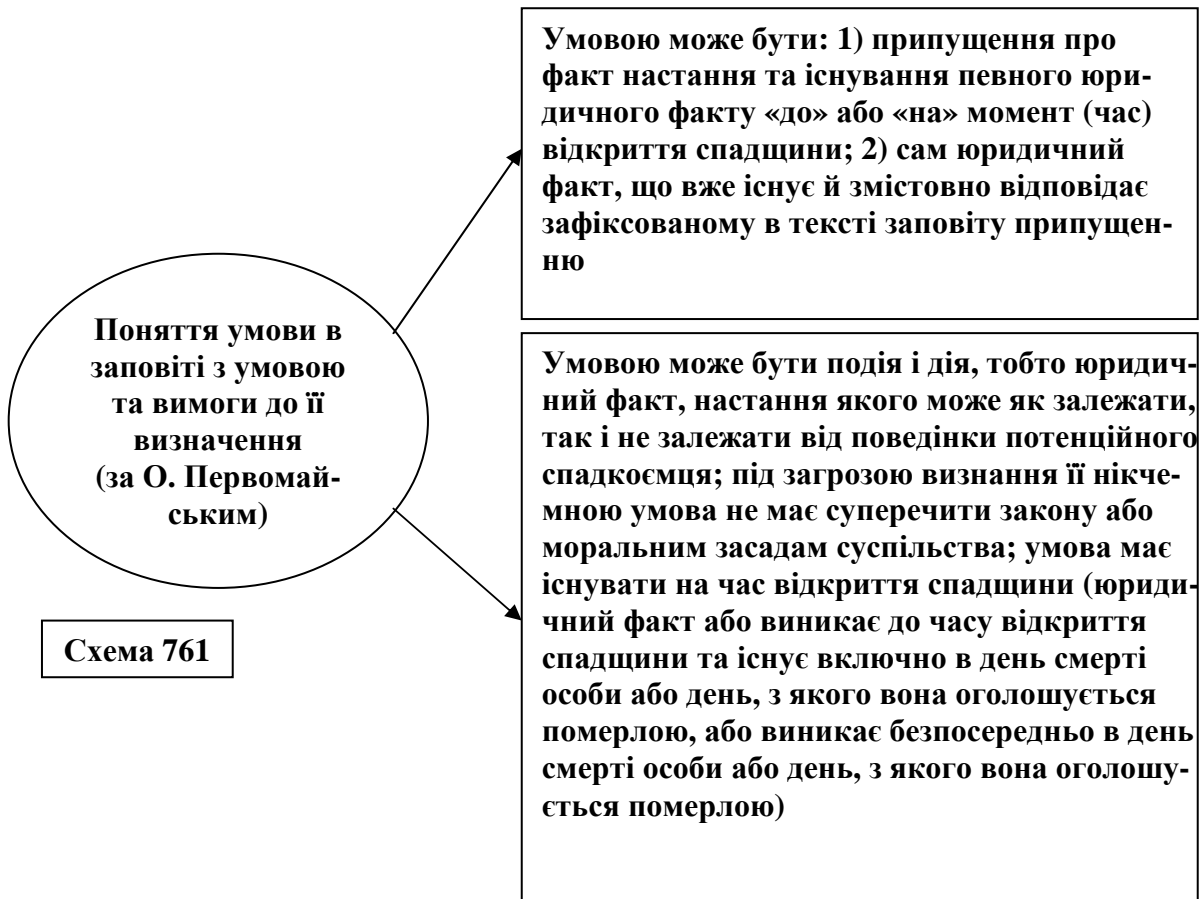 Умовою може бути: 1) припущення про
факт настання та існування певного юри-
дичного факту «до» або «на» момент (час)
відкриття спадщини; 2) сам юридичний
факт, що вже існує й змістовно відповідає
зафіксованому в тексті заповіту припущен-
ню
Поняття умови в
заповіті з умовою
та вимоги до її
визначення
(за О. Первомай-
ським)
Умовою може бути подія і дія, тобто юридич-
ний факт, настання якого може як залежати,
так і не залежати від поведінки потенційного
спадкоємця; під загрозою визнання її нікче-
мною умова не має суперечити закону або
моральним засадам суспільства; умова має
існувати на час відкриття спадщини (юриди-
чний факт або виникає до часу відкриття
спадщини та існує включно в день смерті
особи або день, з якого вона оголошується
померлою, або виникає безпосередньо в день
смерті особи або день, з якого вона оголошу-
ється померлою)
Схема 761